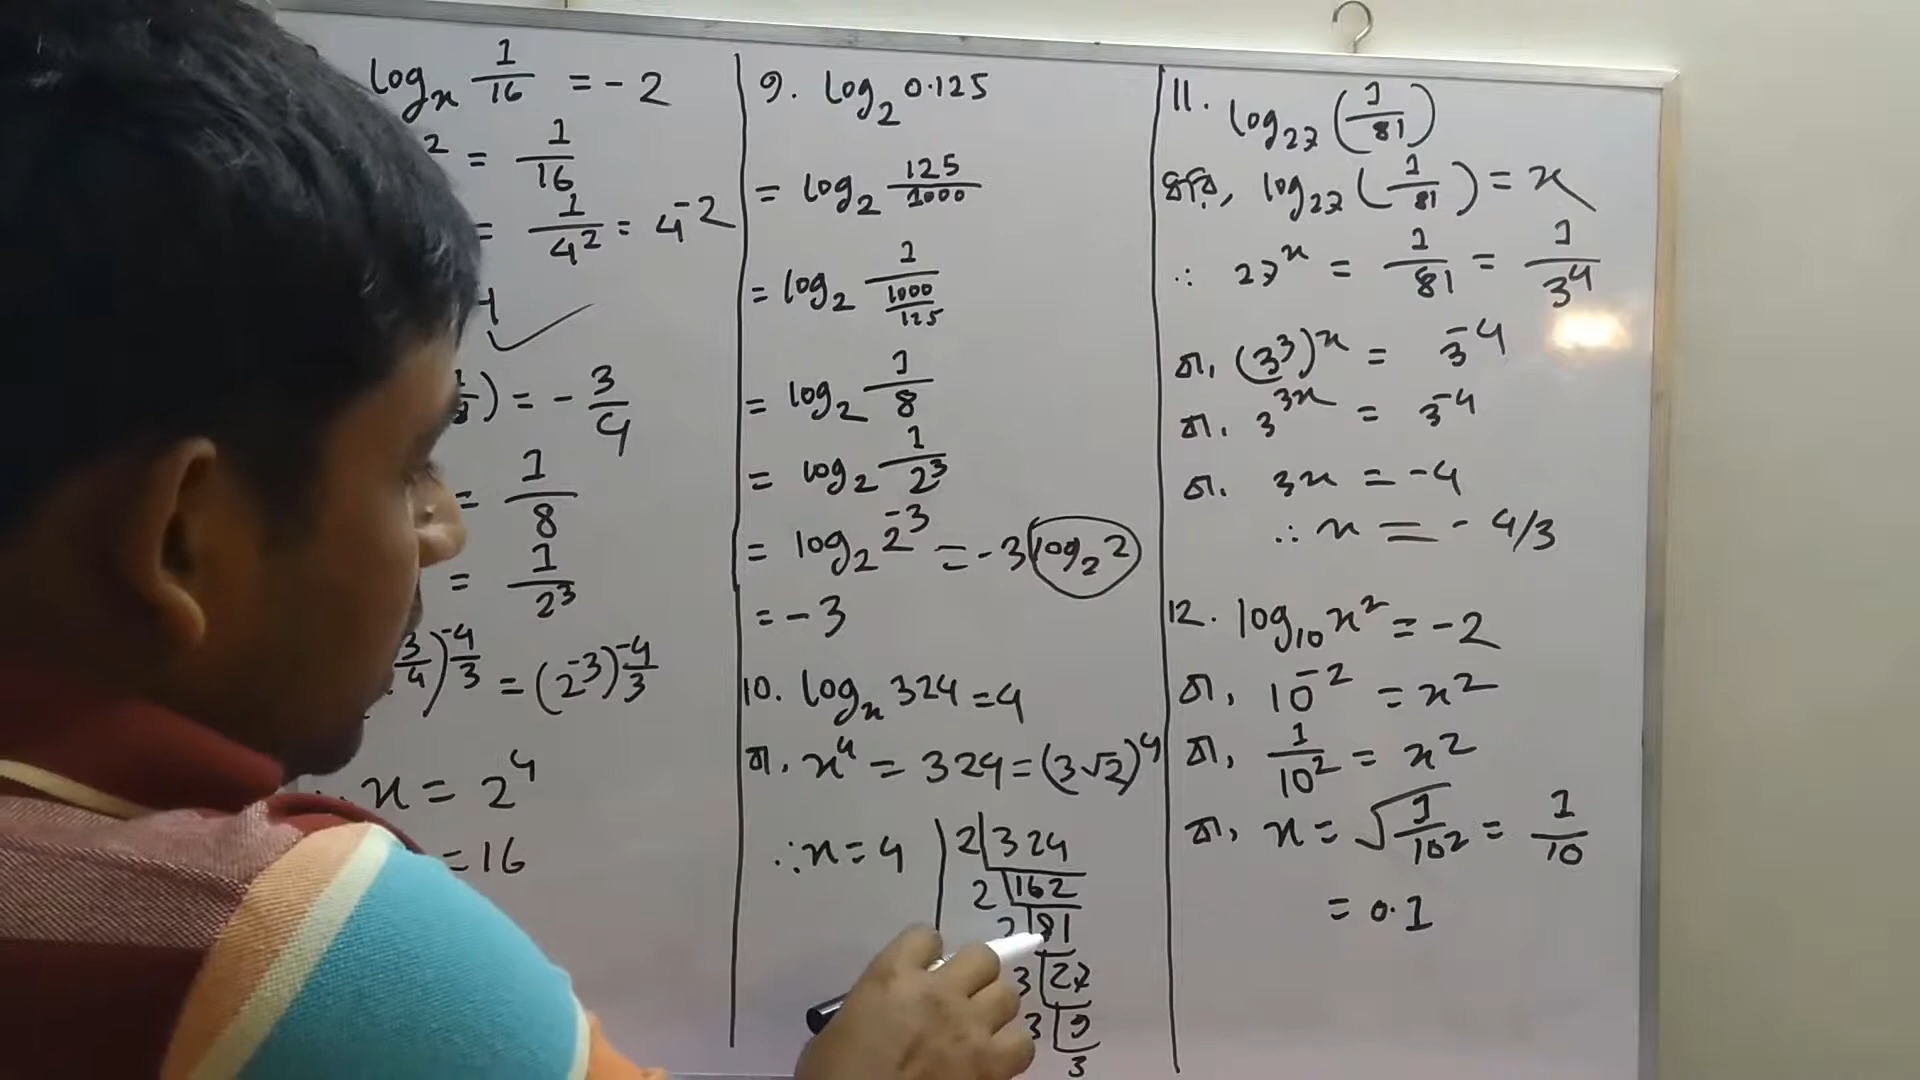 logₓ 1/16 = -2
² = 1/16
= 1/4² = 4⁻²
4
) = -3/4
= 1/8
= 1/2³
3/4)^(-4/3) = (2⁻³)^(-4/3)
x = 2⁴
= 16
9. log₂ 0.125
= log₂ 125/1000
= log₂ 1/(1000/125)
= log₂ 1/8
= log₂ 1/2³
= log₂ 2⁻³ = -3 log₂ 2
= -3
10. logₓ 324 = 4
বা, x⁴ = 324 = (3√2)⁴
∴ x = 4
2 | 324
2 | 162
81
3 | 27
3 | 9
3
11. log₂₇ (1/81)
ধরি, log₂₇ (1/81) = x
∴ 27ˣ = 1/81 = 1/3⁴
বা, (3³)ˣ = 3⁻⁴
বা, 3³ˣ = 3⁻⁴
বা, 3x = -4
∴ x = -4/3
12. log₁₀ x² = -2
বা, 10⁻² = x²
বা, 1/10² = x²
বা, x = √(1/10²) = 1/10
= 0.1